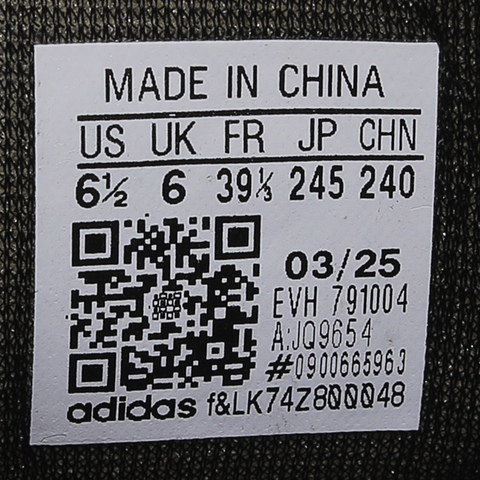 MADE IN CHINA
US UK FR JP CHN
6½ 6 39⅓ 245 240
03/25
EVH 791004
A:JQ9654
#0900665963
adidas f&LK74Z800048